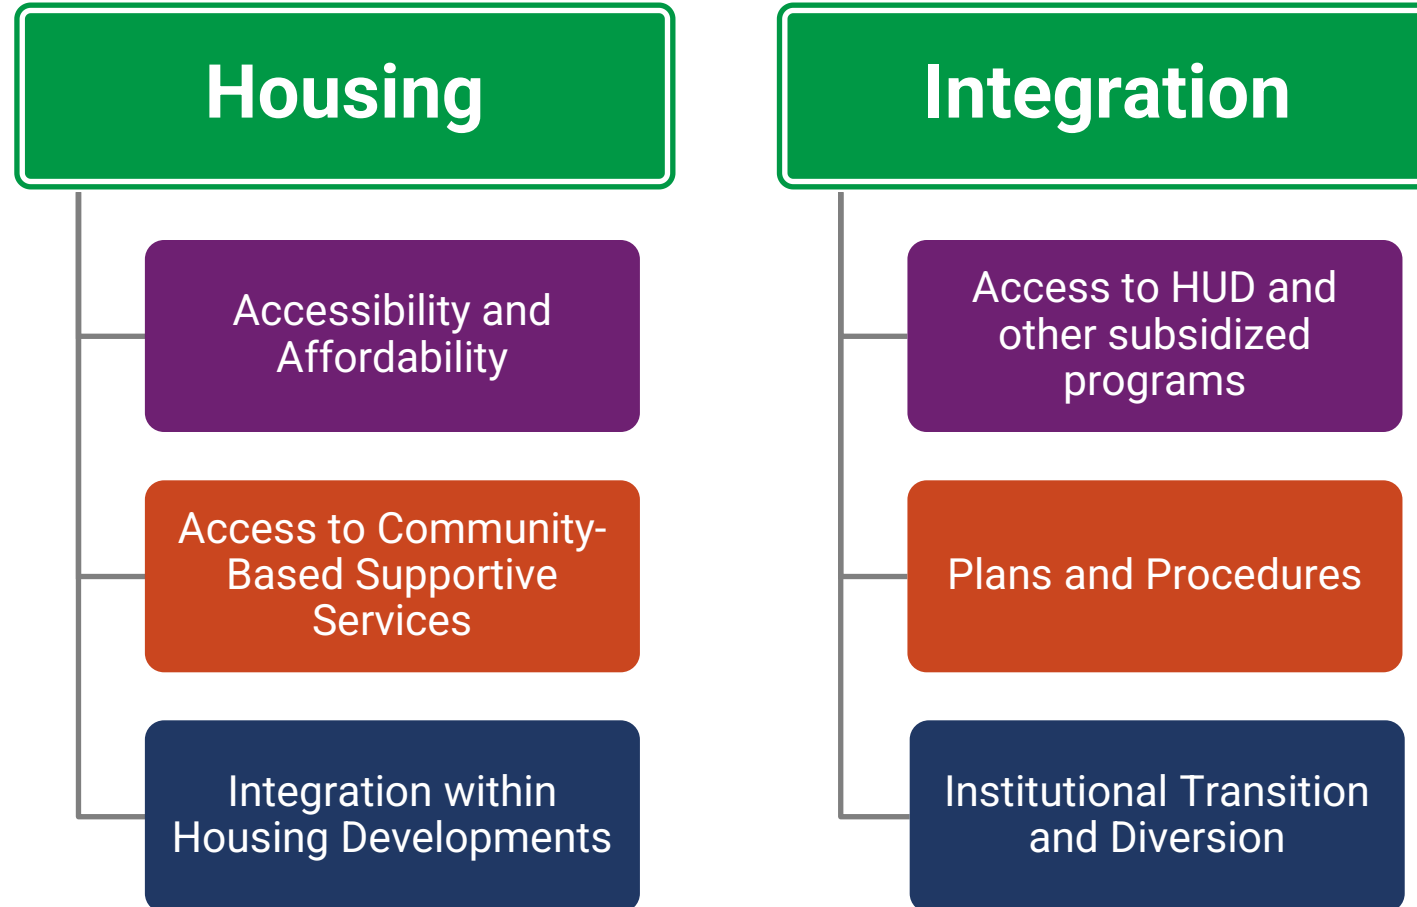 Housing
Accessibility and
Affordability
Access to Community-
Based Supportive
Services
Integration within
Housing Developments
Integration
Access to HUD and
other subsidized
programs
Plans and Procedures
Institutional Transition
and Diversion